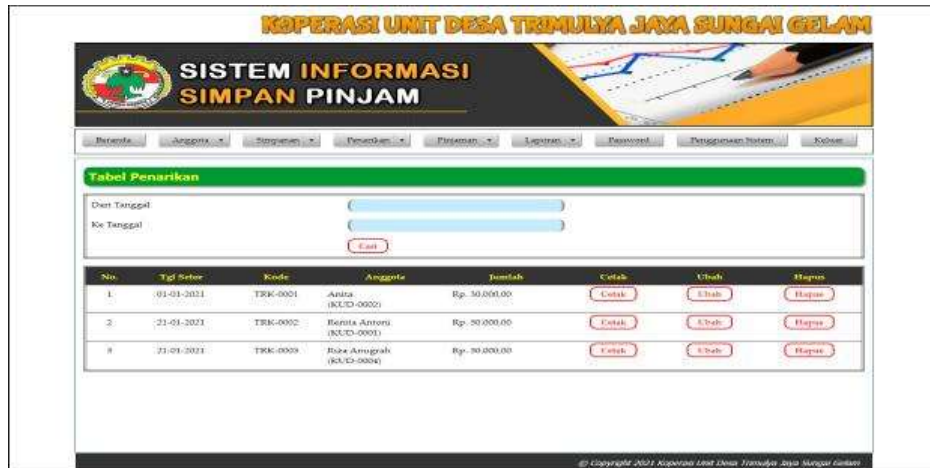 KOPERASI UNIT DESA TRIMULYA JAYA SUNGAI GELAM
SISTEM INFORMASI
SIMPAN PINJAM
Beranda Anggota Simpanan Penarikan Pinjaman Laporan Password Penggunaan Sistem Keluar
Tabel Penarikan
Dari Tanggal
Ke Tanggal
Cari
No. Tgl Setor Kode Anggota Jumlah Cetak Ubah Hapus
1 01-01-2021 TRK-0001 Anita Rp. 50.000,00 Cetak Ubah Hapus
(KUD-0002)
2 21-01-2021 TRK-0002 Antoni Rp. 50.000,00 Cetak Ubah Hapus
(KUD-0001)
3 21-01-2021 TRK-0003 Anugrah Rp. 50.000,00 Cetak Ubah Hapus
(KUD-0004)
© Copyright 2021 Koperasi Unit Desa Trimulya Jaya Sungai Gelam